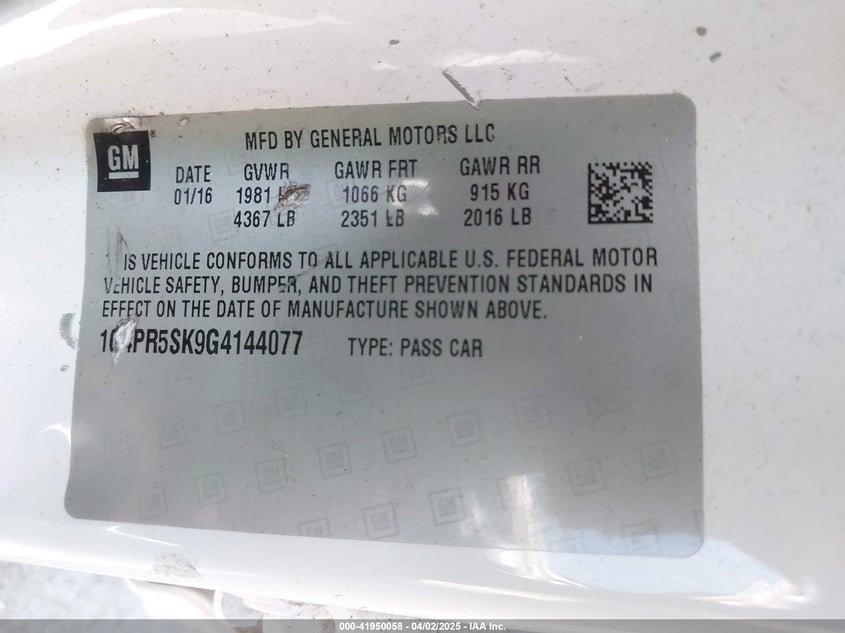 GM
MFD BY GENERAL MOTORS LLC
DATE GVWR GAWR FRT GAWR RR
01/16 1981 1066 KG 915 KG
4367 LB 2351 LB 2016 LB
IS VEHICLE CONFORMS TO ALL APPLICABLE U.S. FEDERAL MOTOR
VEHICLE SAFETY, BUMPER, AND THEFT PREVENTION STANDARDS IN
EFFECT ON THE DATE OF MANUFACTURE SHOWN ABOVE.
TYPE: PASS CAR
000-41950058 - 04/02/2025 - IAA Inc.